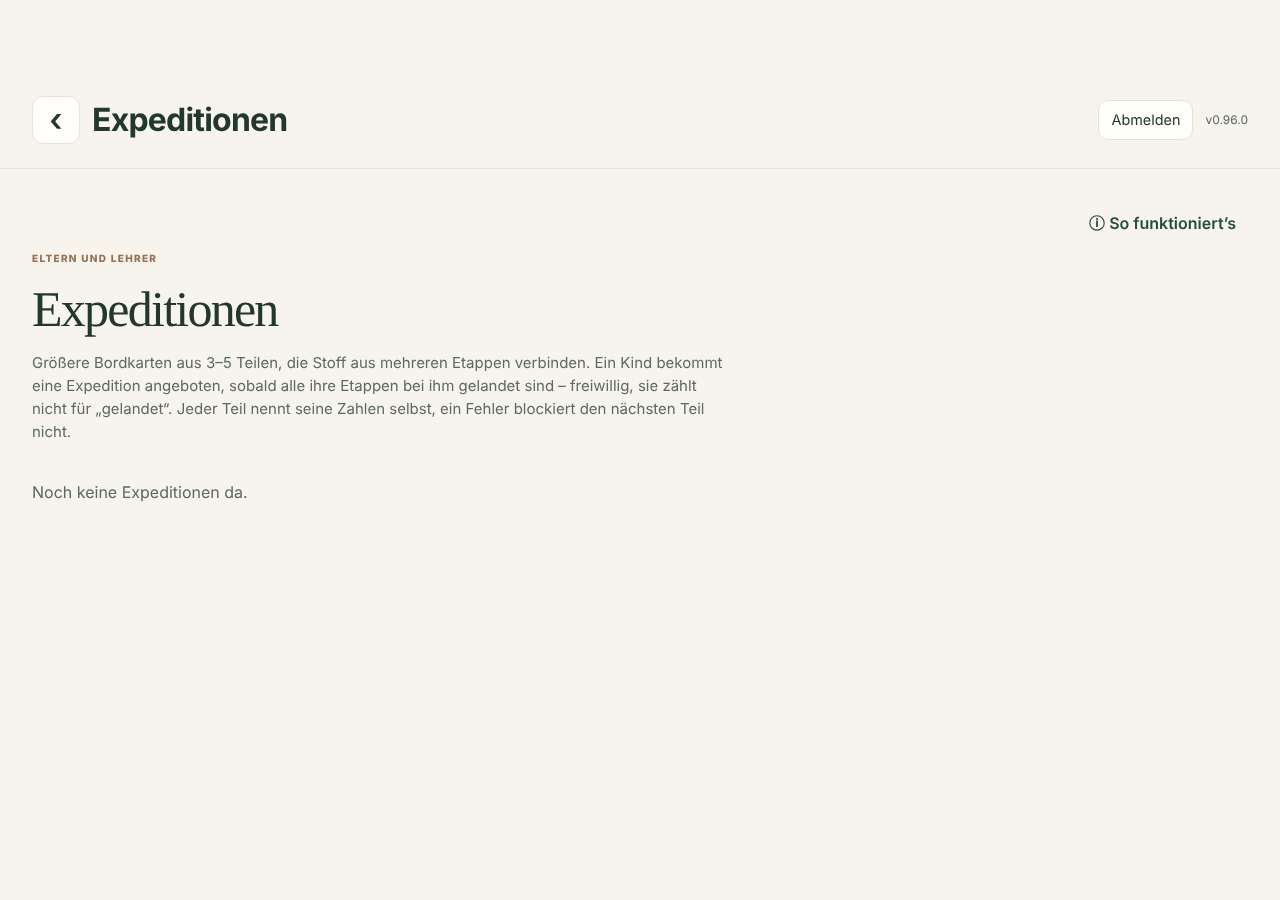 ‹ Expeditionen
Abmelden v0.96.0
ⓘ So funktioniert’s
ELTERN UND LEHRER
Expeditionen
Größere Bordkarten aus 3–5 Teilen, die Stoff aus mehreren Etappen verbinden. Ein Kind bekommt
eine Expedition angeboten, sobald alle ihre Etappen bei ihm gelandet sind – freiwillig, sie zählt
nicht für „gelandet“. Jeder Teil nennt seine Zahlen selbst, ein Fehler blockiert den nächsten Teil
nicht.
Noch keine Expeditionen da.